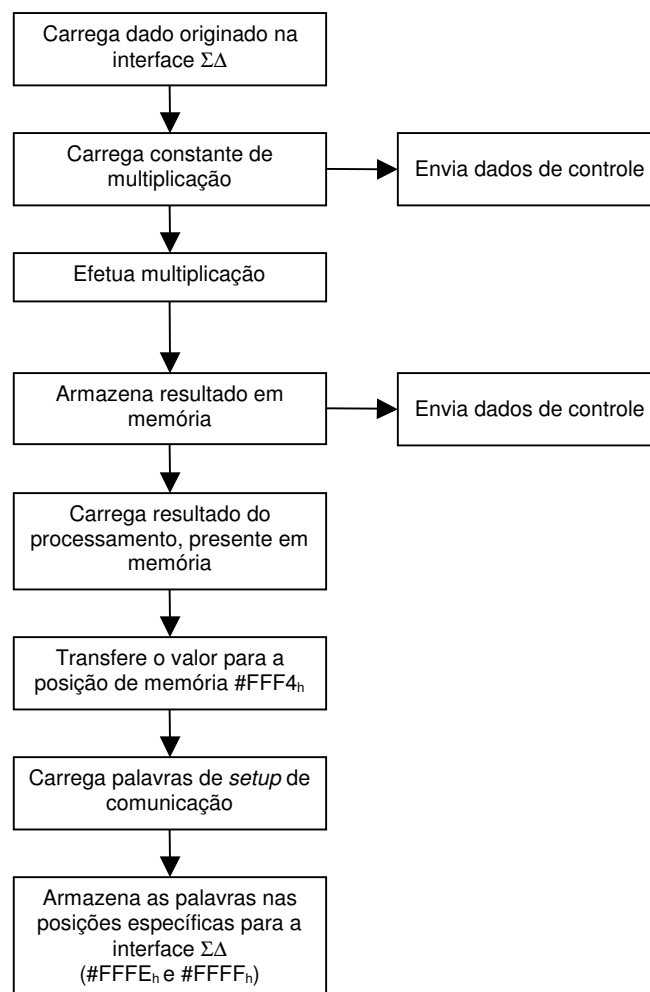 Carrega dado originado na
interface ΣΔ
Carrega constante de
multiplicação
Envia dados de controle
Efetua multiplicação
Armazena resultado em
memória
Envia dados de controle
Carrega resultado do
processamento, presente em
memória
Transfere o valor para a
posição de memória #FFF4h
Carrega palavras de setup de
comunicação
Armazena as palavras nas
posições específicas para a
interface ΣΔ
(#FFFEh e #FFFFh)